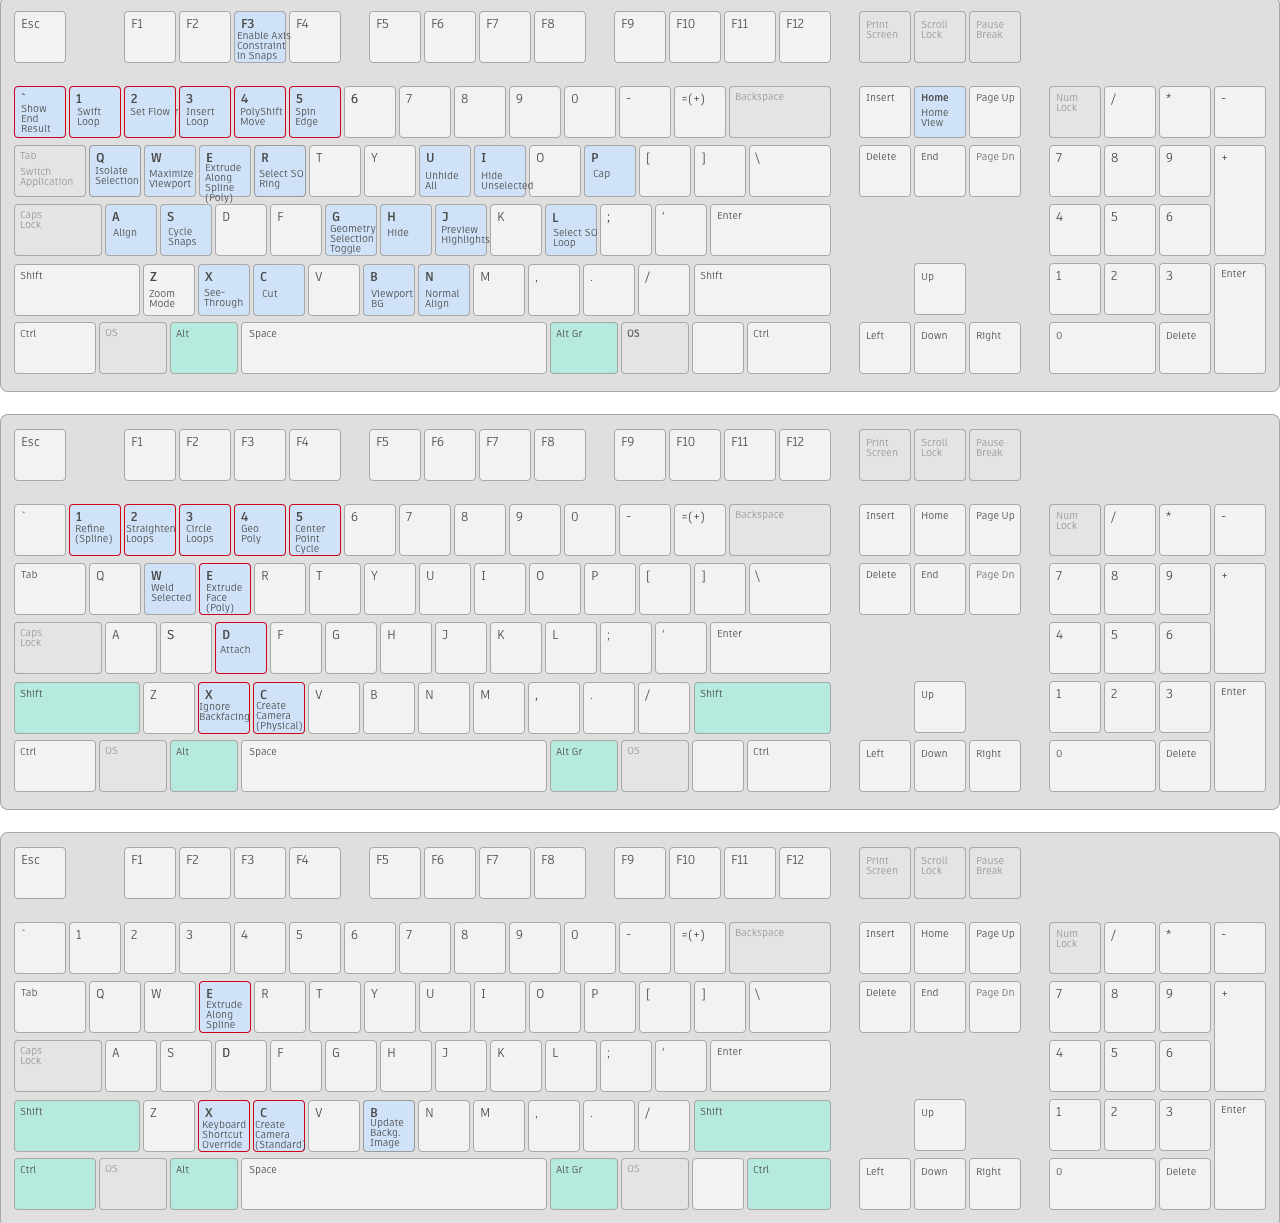 Esc F1 F2 F3 F4 F5 F6 F7 F8 F9 F10 F11 F12 Print Scroll Pause
Enable Axis Screen Lock Break
Constraint
in Snaps
` 1 2 3 4 5 6 7 8 9 0 - =(+) Backspace Insert Home Page Up Num / * -
Show Swift Set Flow Insert PolyShift Spin Home Lock
End Loop Loop Move Edge View
Result
Tab Q W E R T Y U I O P [ ] \ Delete End Page Dn 7 8 9 +
Switch Isolate Maximize Extrude Select SO Unhide Hide Cap
Application Selection Viewport Along Ring All Unselected
Spline
(Poly)
Caps A S D F G H J K L ; ' Enter 4 5 6
Lock Align Cycle Geometry Hide Preview Select SO
Snaps Selection Highlights Loop
Toggle
Shift Z X C V B N M , . / Shift Up 1 2 3 Enter
Zoom See- Cut Viewport Normal
Mode Through BG Align
Ctrl OS Alt Space Alt Gr OS Ctrl Left Down Right 0 Delete
Esc F1 F2 F3 F4 F5 F6 F7 F8 F9 F10 F11 F12 Print Scroll Pause
Screen Lock Break
` 1 2 3 4 5 6 7 8 9 0 - =(+) Backspace Insert Home Page Up Num / * -
Refine Straighten Circle Geo Center Lock
(Spline) Loops Loops Poly Point
Cycle
Tab Q W E R T Y U I O P [ ] \ Delete End Page Dn 7 8 9 +
Weld Extrude
Selected Face
(Poly)
Caps A S D F G H J K L ; ' Enter 4 5 6
Lock Attach
Shift Z X C V B N M , . / Shift Up 1 2 3 Enter
Ignore Create
Backfacing Camera
(Physical)
Ctrl OS Alt Space Alt Gr OS Ctrl Left Down Right 0 Delete
Esc F1 F2 F3 F4 F5 F6 F7 F8 F9 F10 F11 F12 Print Scroll Pause
Screen Lock Break
` 1 2 3 4 5 6 7 8 9 0 - =(+) Backspace Insert Home Page Up Num / * -
Lock
Tab Q W E R T Y U I O P [ ] \ Delete End Page Dn 7 8 9 +
Extrude
Along
Spline
Caps A S D F G H J K L ; ' Enter 4 5 6
Lock
Shift Z X C V B N M , . / Shift Up 1 2 3 Enter
Keyboard Create Update
Shortcut Camera Backg.
Override (Standard) Image
Ctrl OS Alt Space Alt Gr OS Ctrl Left Down Right 0 Delete